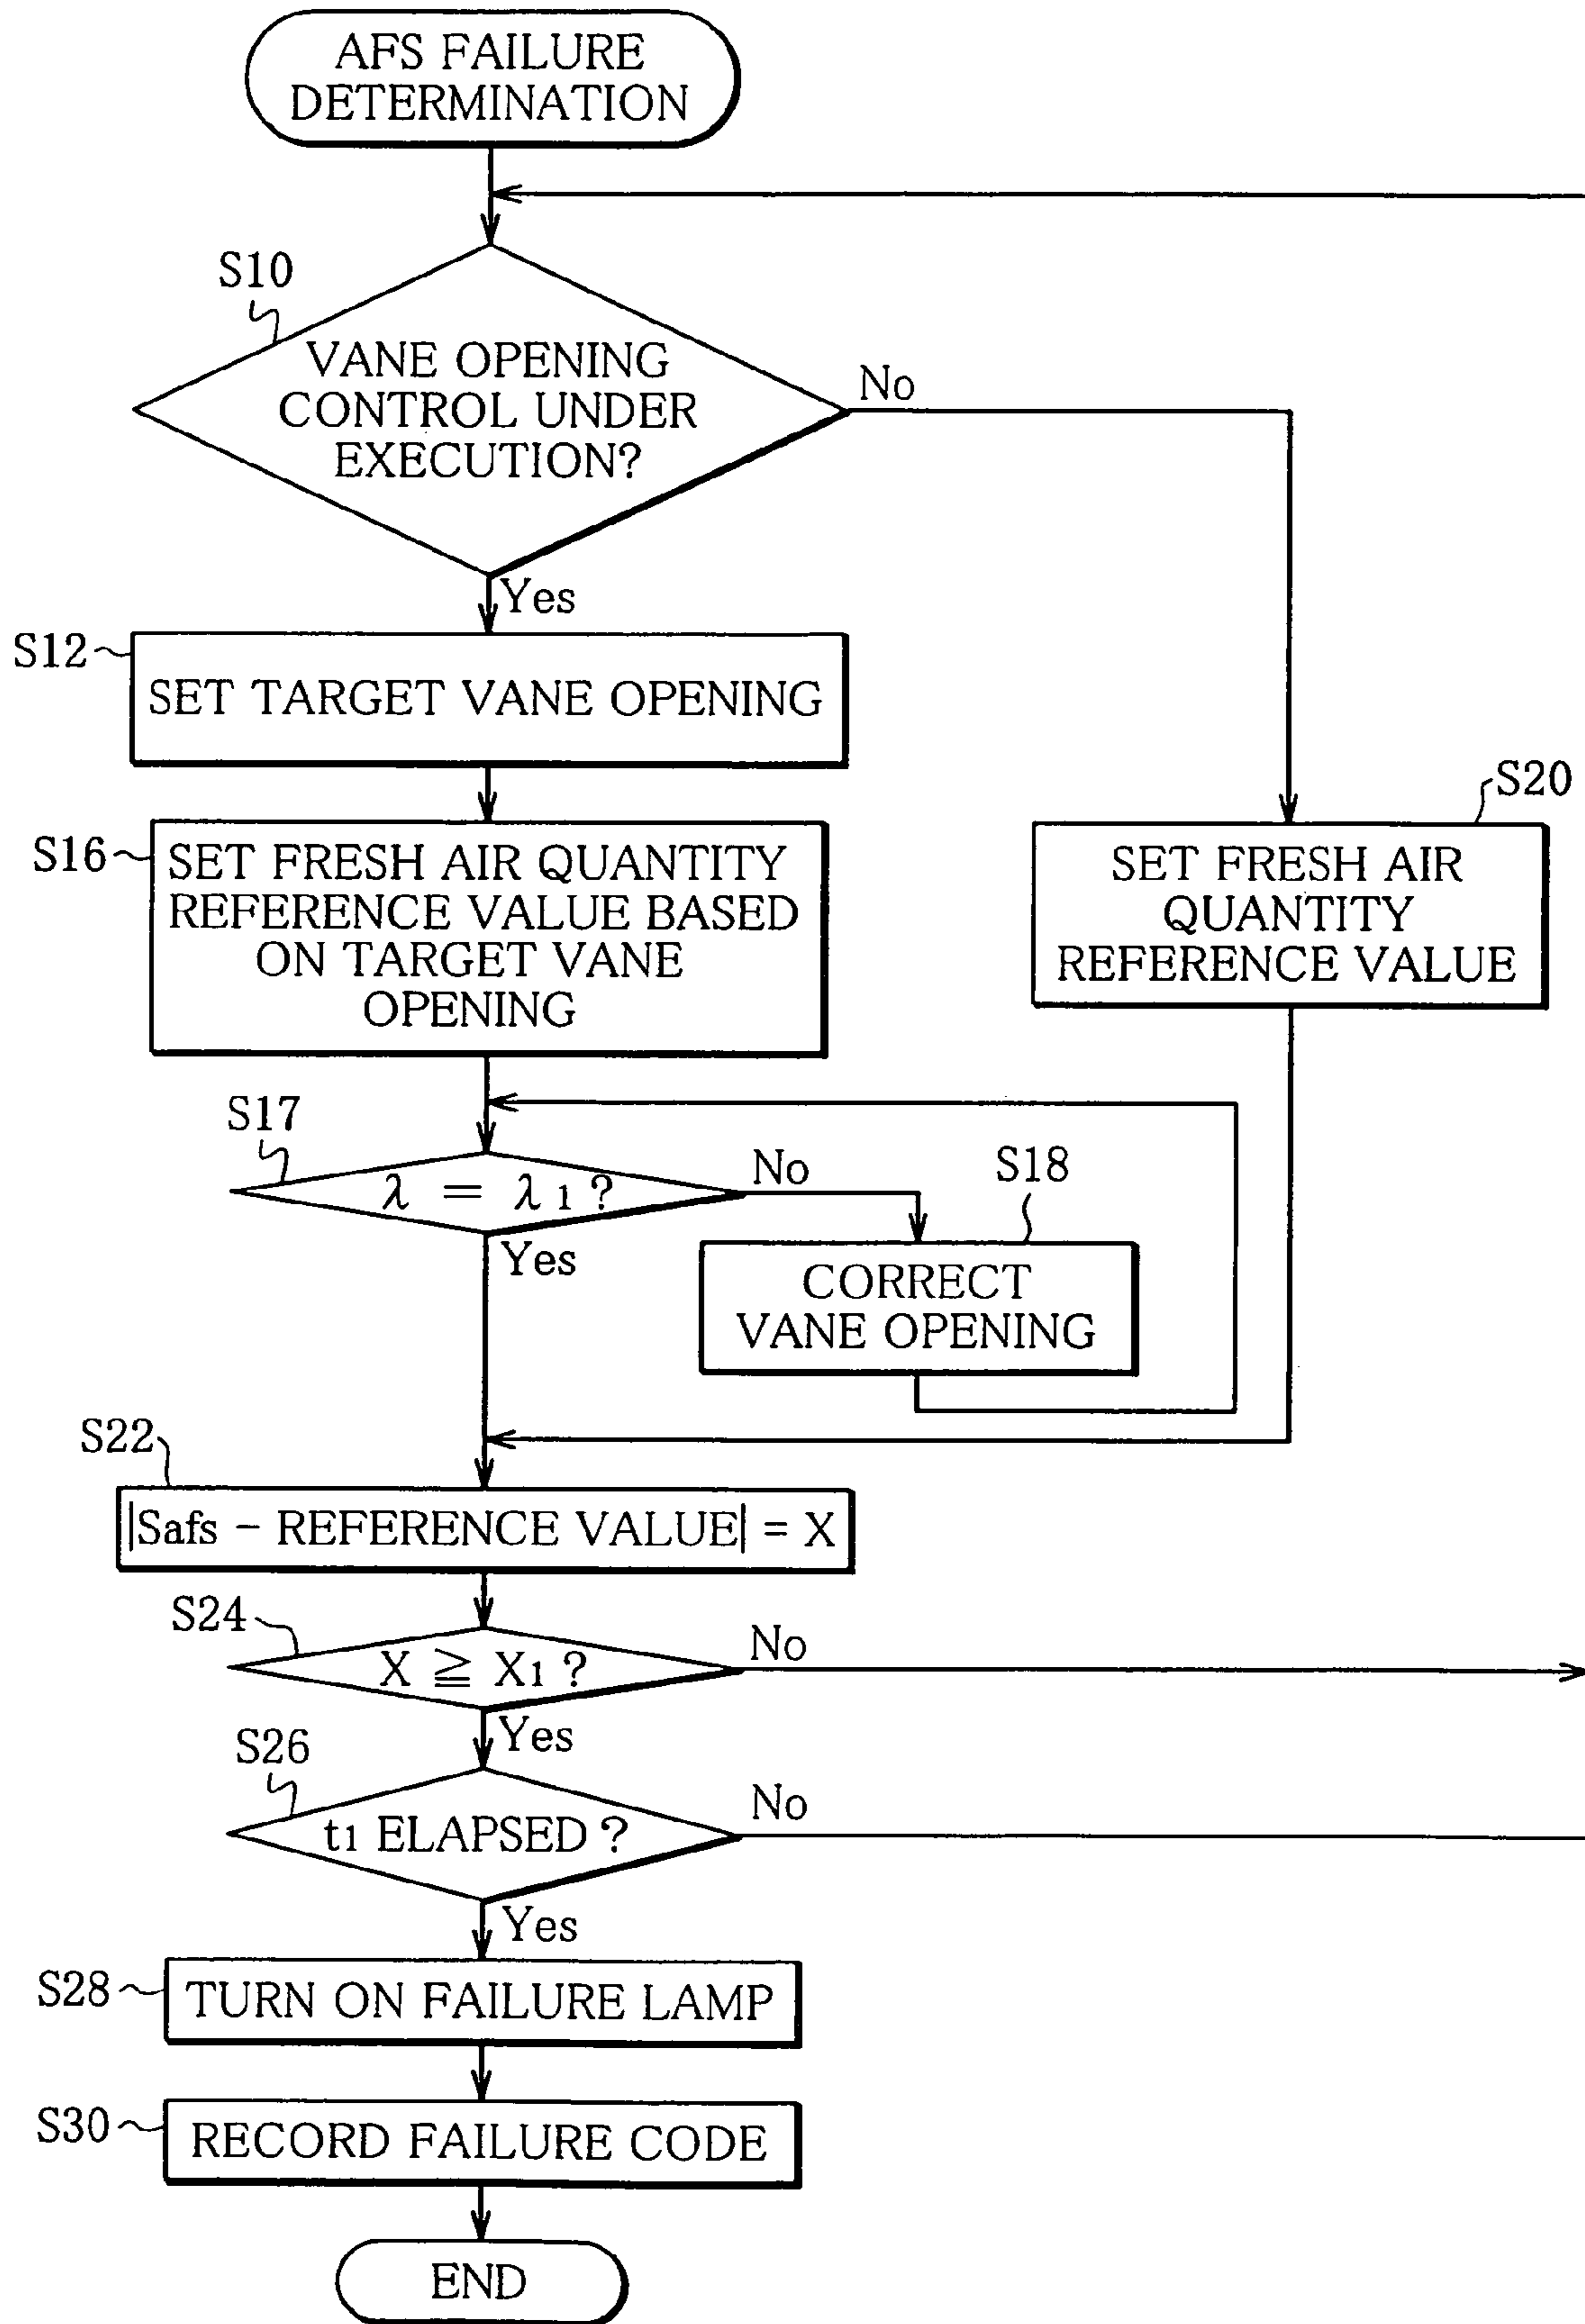 AFS FAILURE
DETERMINATION
S10
VANE OPENING
CONTROL UNDER
EXECUTION?
No
Yes
S12
SET TARGET VANE OPENING
S16
SET FRESH AIR QUANTITY
REFERENCE VALUE BASED
ON TARGET VANE
OPENING
S20
SET FRESH AIR
QUANTITY
REFERENCE VALUE
S17
λ = λ1?
No
Yes
S18
CORRECT
VANE OPENING
S22
|Safs - REFERENCE VALUE| = X
S24
X ≧ X1?
No
Yes
S26
t1 ELAPSED?
No
Yes
S28
TURN ON FAILURE LAMP
S30
RECORD FAILURE CODE
END